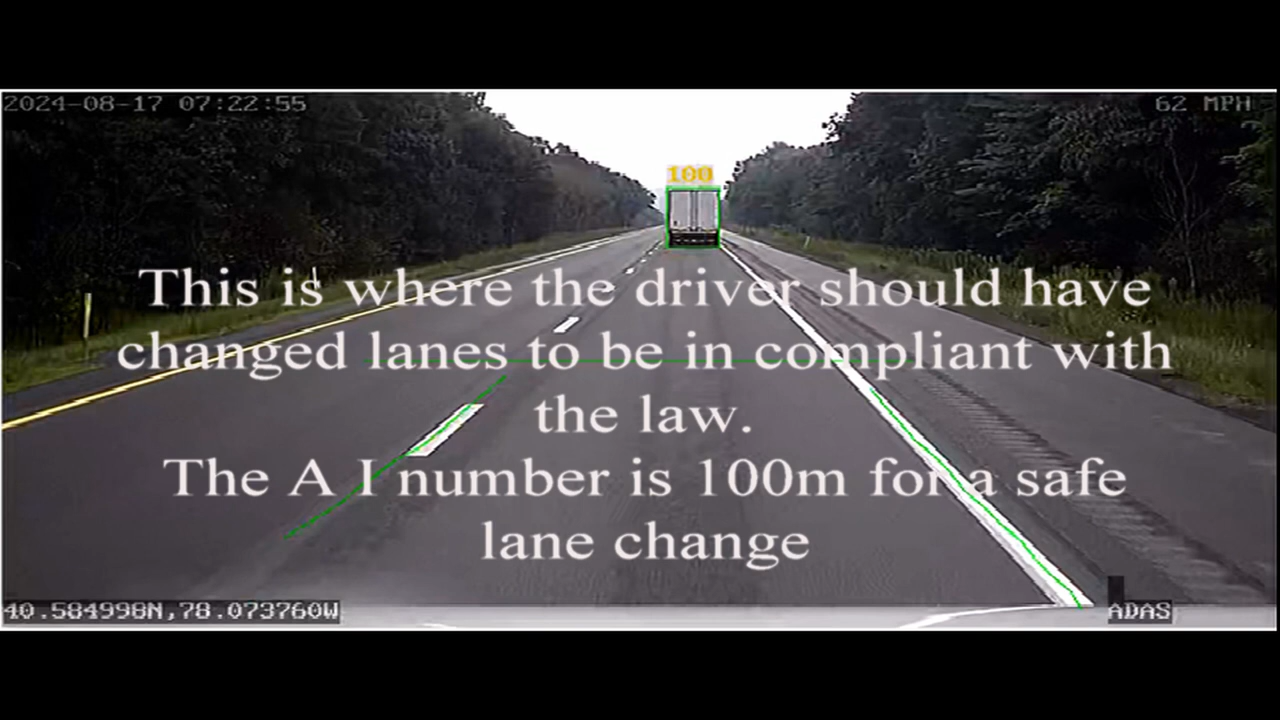 2024-08-17 07:22:55
62 MPH
100
This is where the driver should have
changed lanes to be in compliant with
the law.
The A I number is 100m for a safe
lane change
40.584998N,78.073760W
ADAS